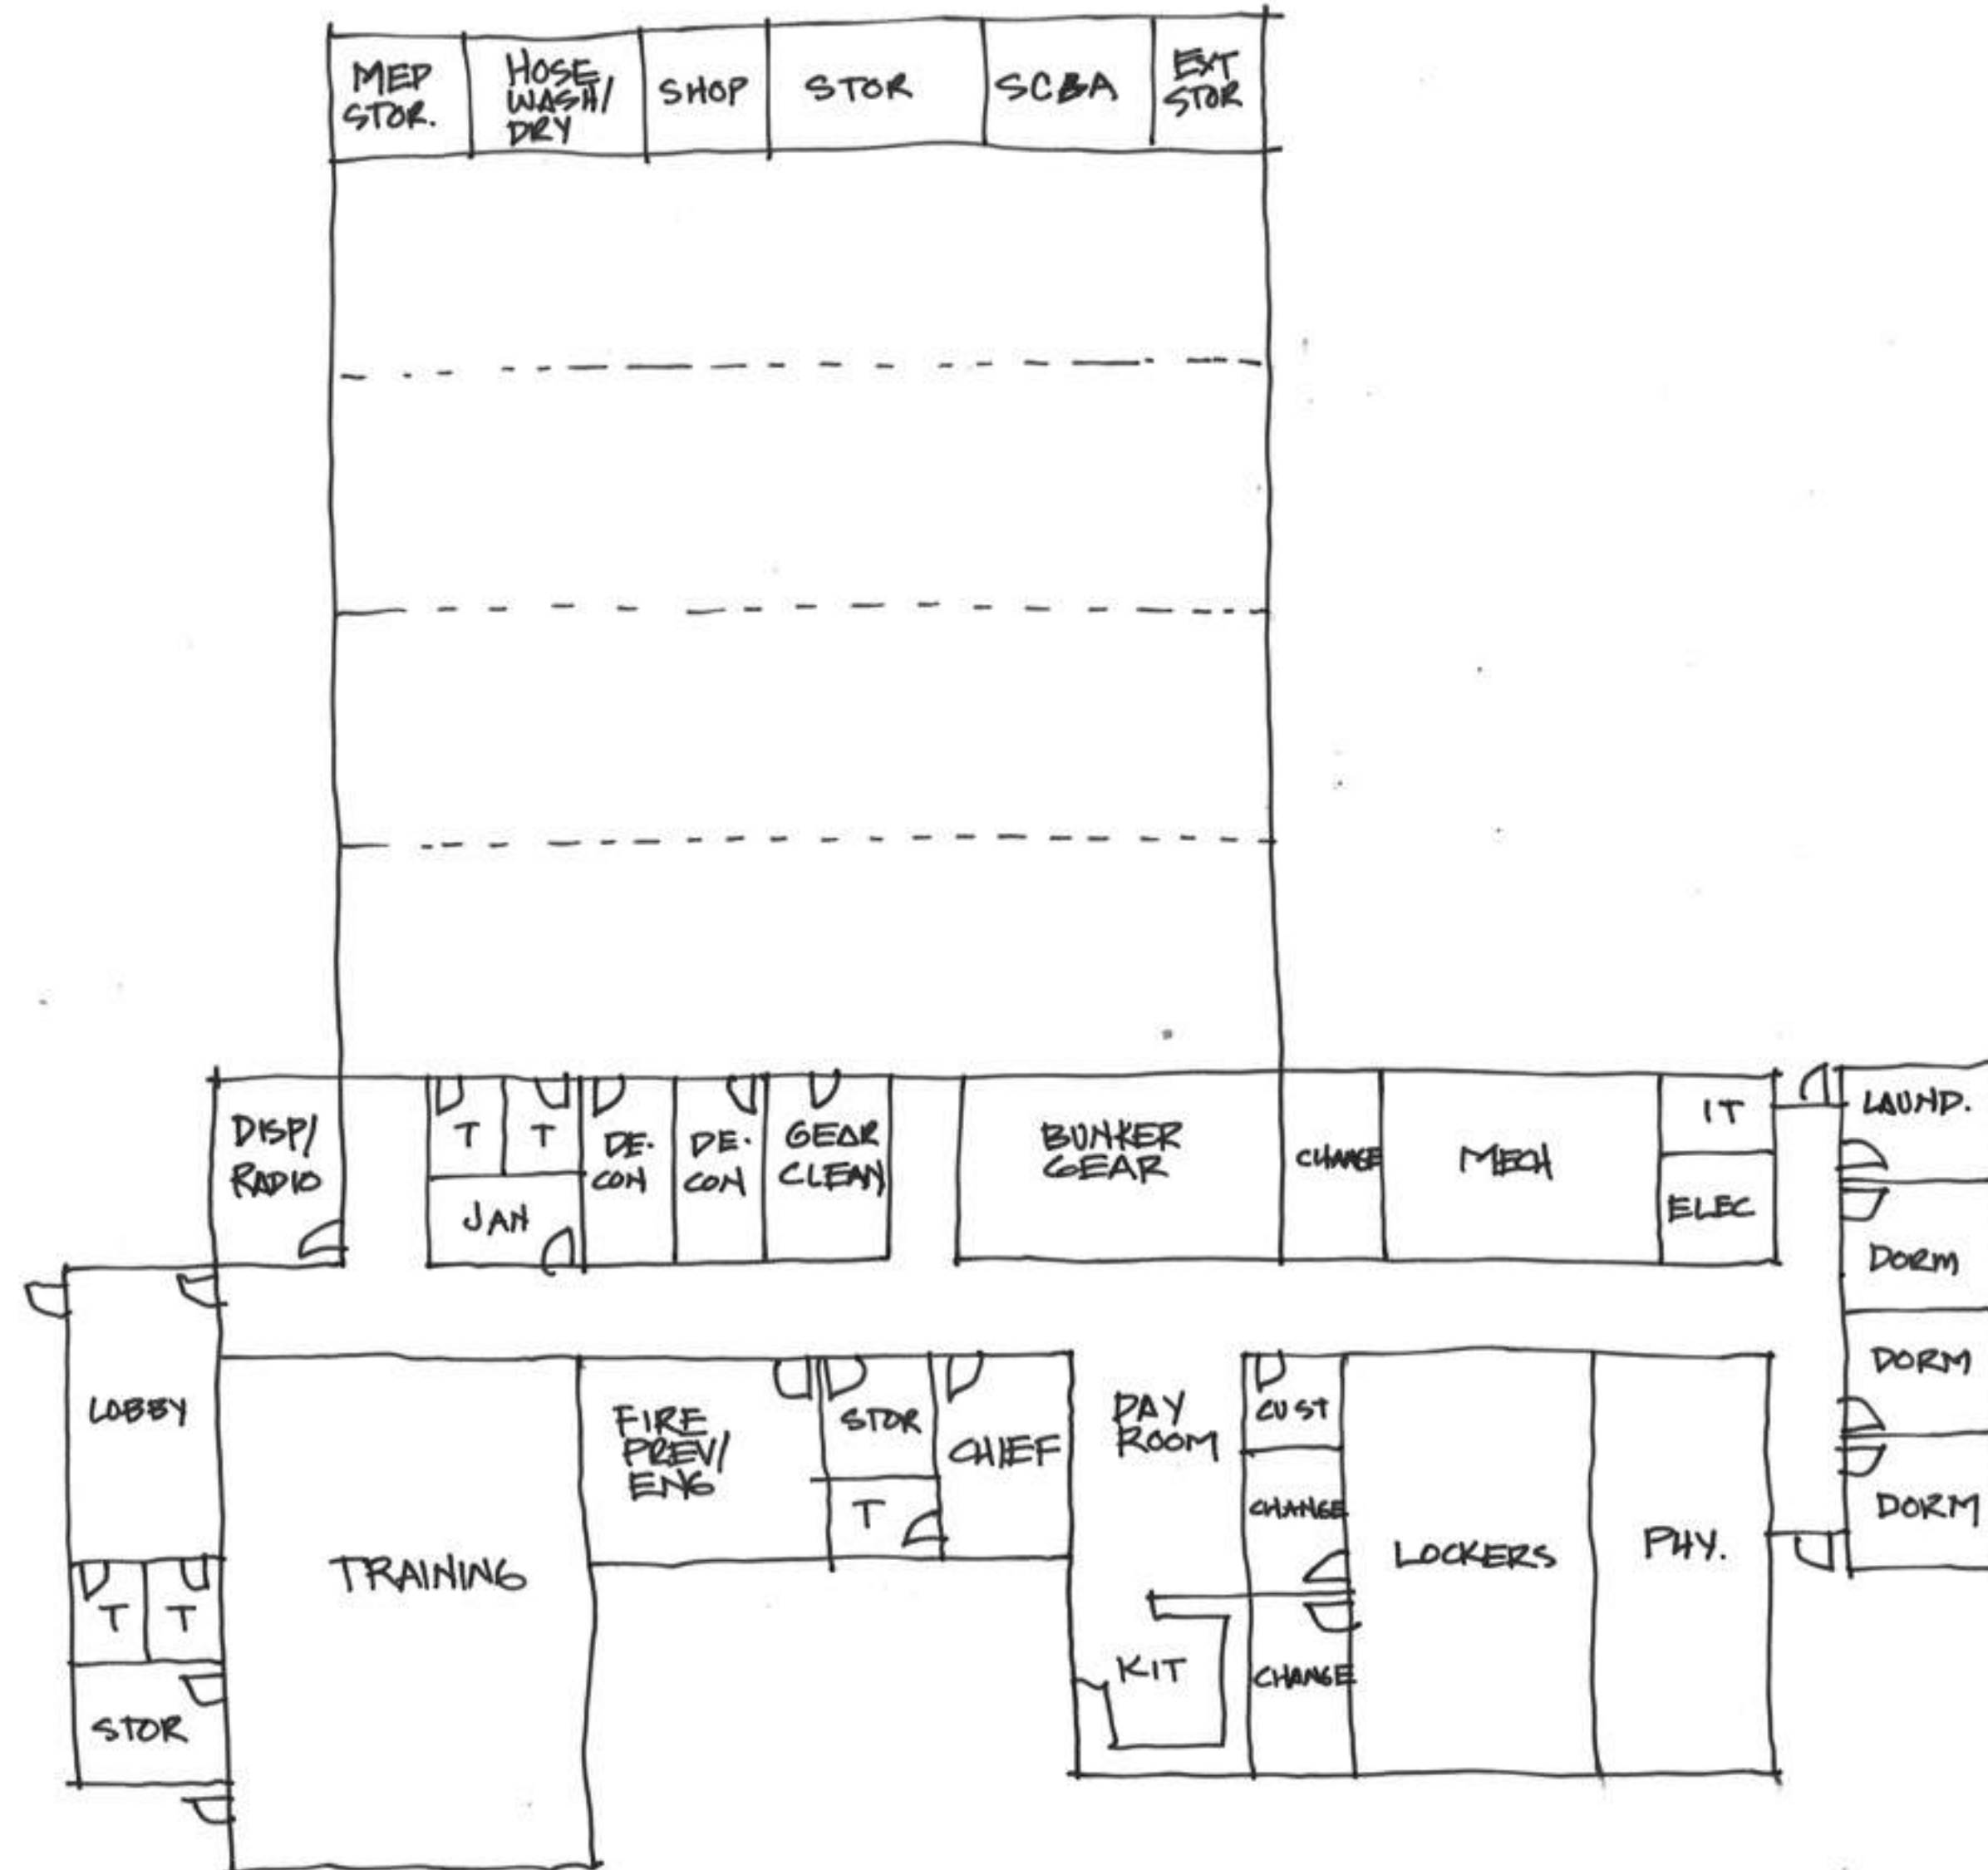 MEP
STOR.
HOSE
WASH/
DRY
SHOP
STOR
SCBA
EXT
STOR
DISP/
RADIO
T
T
JAN
DE.
CON
DE.
CON
GEAR
CLEAN
BUNKER
GEAR
CHANGE
MECH
IT
ELEC
LAUND.
DORM
DORM
DORM
LOBBY
T
T
STOR
TRAINING
FIRE
PREV/
ENG
STOR
T
CHIEF
DAY
ROOM
KIT
CUST
CHANGE
CHANGE
LOCKERS
PHY.